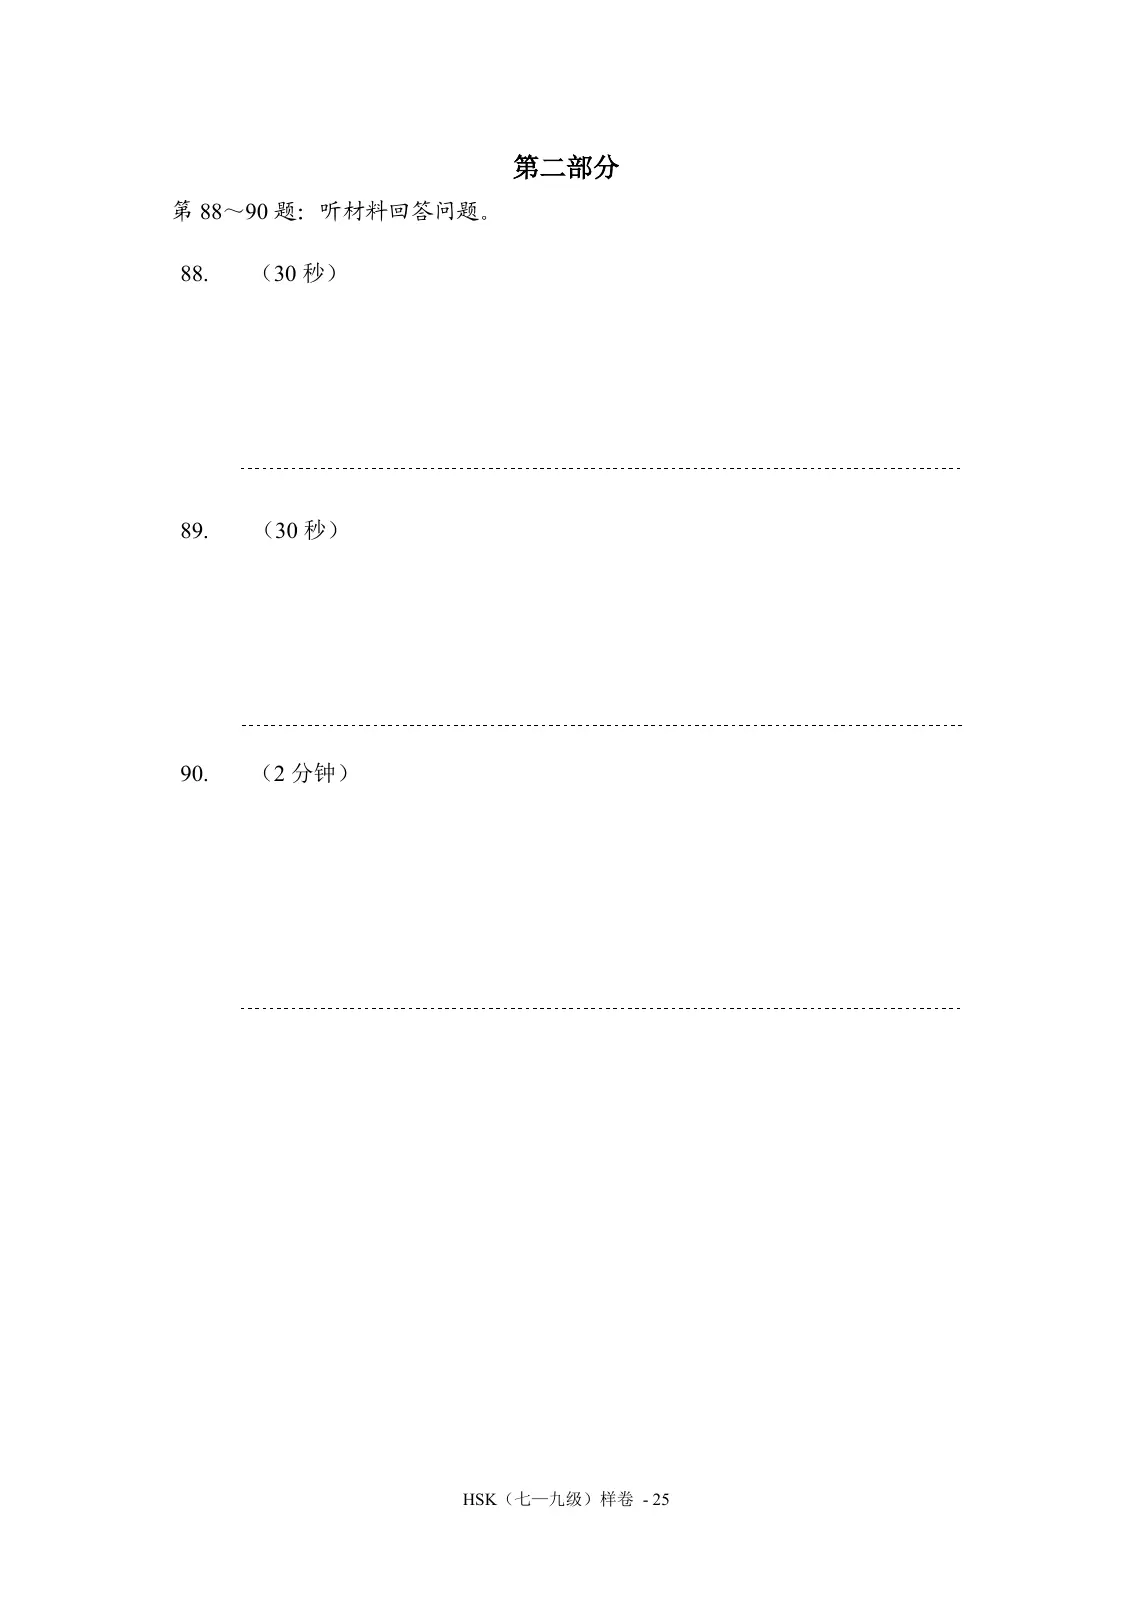 第二部分
第 88～90 题：听材料回答问题。
88. （30 秒）
89. （30 秒）
90. （2 分钟）
HSK（七—九级）样卷 - 25